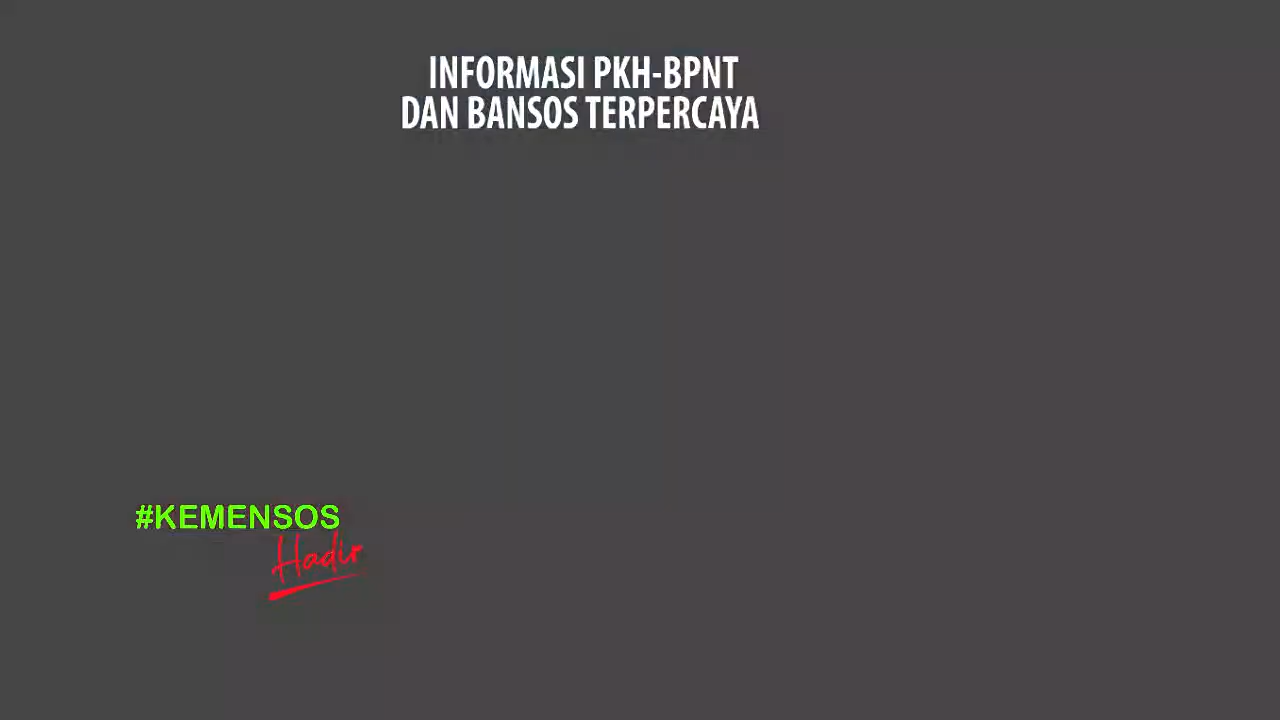 INFORMASI PKH-BPNT
DAN BANSOS TERPERCAYA
#KEMENSOS
Hadir